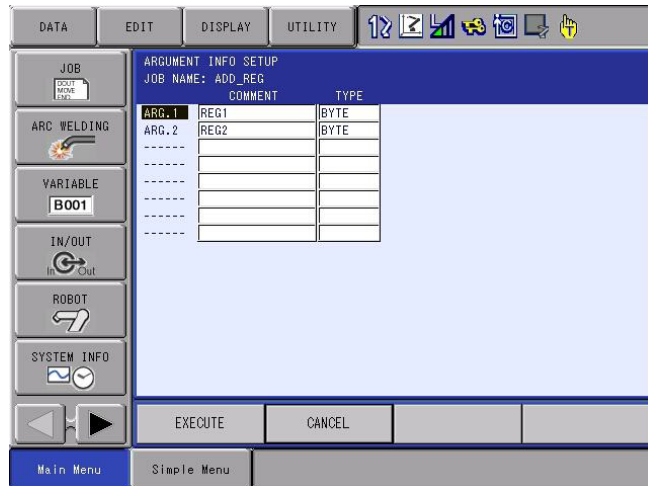 DATA EDIT DISPLAY UTILITY
12
JOB
DOUT
MOVE
END
ARC WELDING
VARIABLE
B001
IN/OUT
In Out
ROBOT
SYSTEM INFO
ARGUMENT INFO SETUP
JOB NAME: ADD_REG
COMMENT TYPE
ARG.1 REG1 BYTE
ARG.2 REG2 BYTE
------
------
------
------
------
------
EXECUTE CANCEL
Main Menu Simple Menu